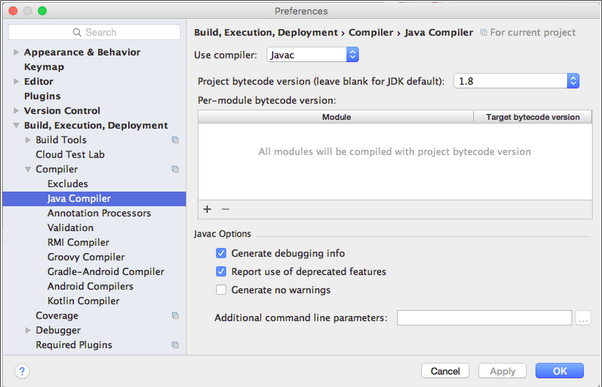 Preferences
Search
Appearance & Behavior
Keymap
Editor
Plugins
Version Control
Build, Execution, Deployment
Build Tools
Cloud Test Lab
Compiler
Excludes
Java Compiler
Annotation Processors
Validation
RMI Compiler
Groovy Compiler
Gradle-Android Compiler
Android Compilers
Kotlin Compiler
Coverage
Debugger
Required Plugins
Build, Execution, Deployment › Compiler › Java Compiler For current project
Use compiler: Javac
Project bytecode version (leave blank for JDK default): 1.8
Per-module bytecode version:
Module Target bytecode version
All modules will be compiled with project bytecode version
+ −
Javac Options
Generate debugging info
Report use of deprecated features
Generate no warnings
Additional command line parameters: ...
? Cancel Apply OK